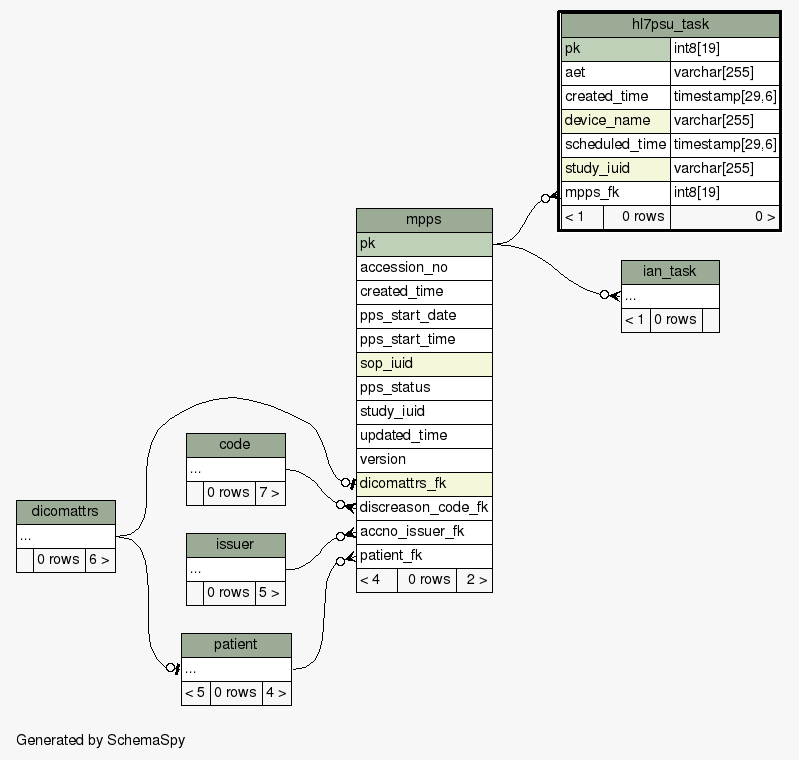 hl7psu_task
pk int8[19]
aet varchar[255]
created_time timestamp[29,6]
device_name varchar[255]
scheduled_time timestamp[29,6]
study_iuid varchar[255]
mpps_fk int8[19]
< 1 0 rows 0 >
mpps
pk
accession_no
created_time
pps_start_date
pps_start_time
sop_iuid
pps_status
study_iuid
updated_time
version
dicomattrs_fk
discreason_code_fk
accno_issuer_fk
patient_fk
< 4 0 rows 2 >
ian_task
...
< 1 0 rows
code
...
0 rows 7 >
dicomattrs
...
0 rows 6 >
issuer
...
0 rows 5 >
patient
...
< 5 0 rows 4 >
Generated by SchemaSpy